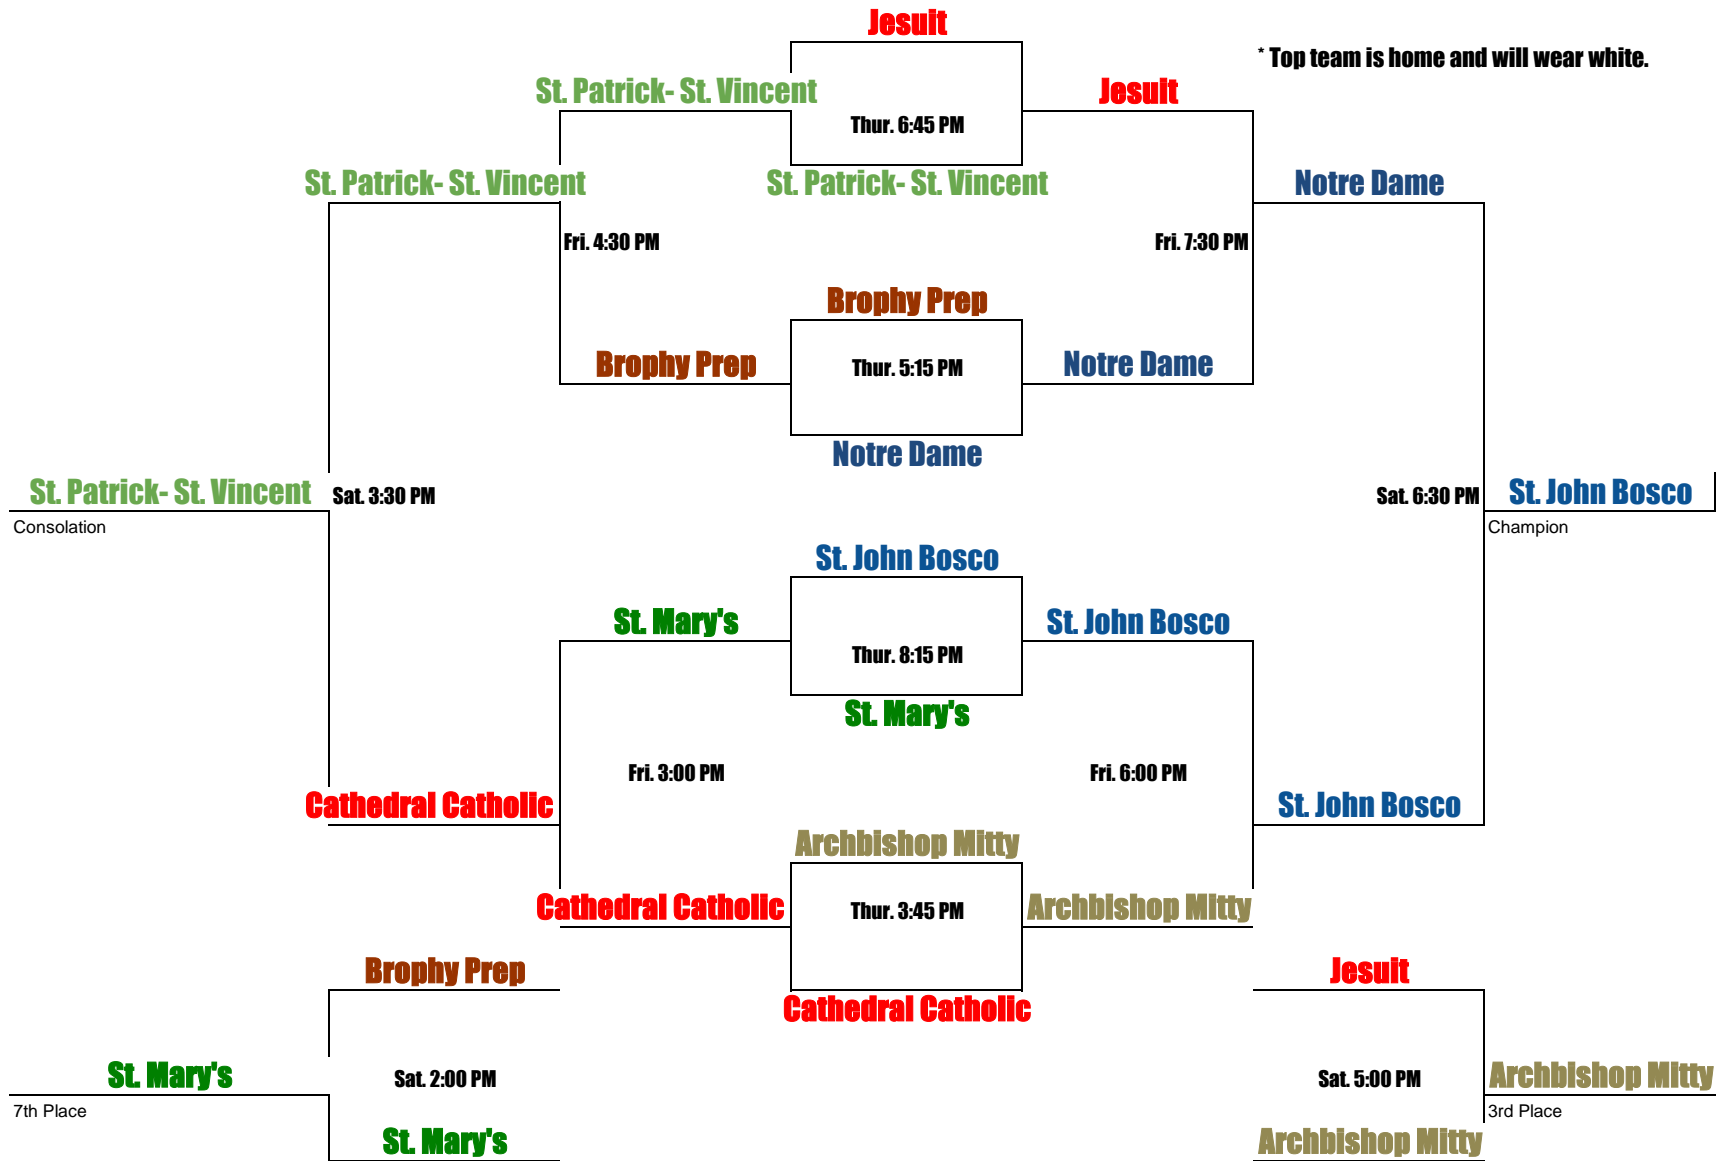 Jesuit
* Top team is home and will wear white.
St. Patrick- St. Vincent
Jesuit
Thur. 6:45 PM
St. Patrick- St. Vincent
St. Patrick- St. Vincent
Notre Dame
Fri. 4:30 PM
Fri. 7:30 PM
Brophy Prep
Brophy Prep
Thur. 5:15 PM
Notre Dame
Notre Dame
St. Patrick- St. Vincent
Sat. 3:30 PM
Sat. 6:30 PM
St. John Bosco
Consolation
Champion
St. John Bosco
St. Mary's
St. John Bosco
Thur. 8:15 PM
St. Mary's
Fri. 3:00 PM
Fri. 6:00 PM
Cathedral Catholic
St. John Bosco
Archbishop Mitty
Cathedral Catholic
Thur. 3:45 PM
Archbishop Mitty
Brophy Prep
Jesuit
Cathedral Catholic
St. Mary's
Sat. 2:00 PM
Sat. 5:00 PM
Archbishop Mitty
7th Place
3rd Place
St. Mary's
Archbishop Mitty